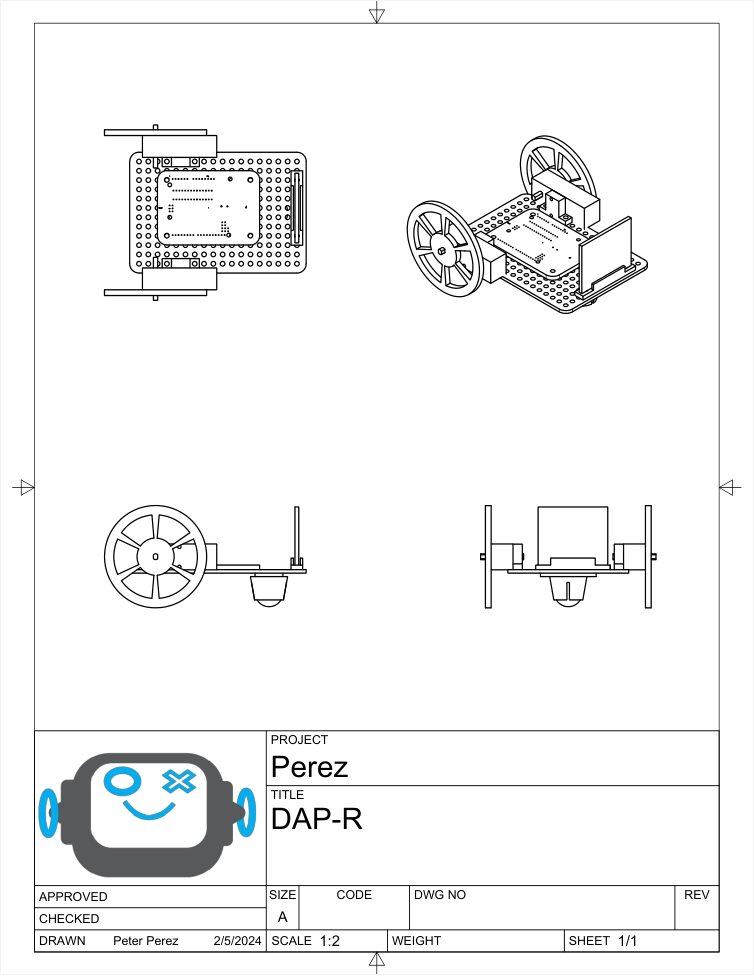 PROJECT
Perez
TITLE
DAP-R
APPROVED
CHECKED
DRAWN Peter Perez 2/5/2024
SIZE
A
CODE
DWG NO
REV
SCALE 1:2
WEIGHT
SHEET 1/1